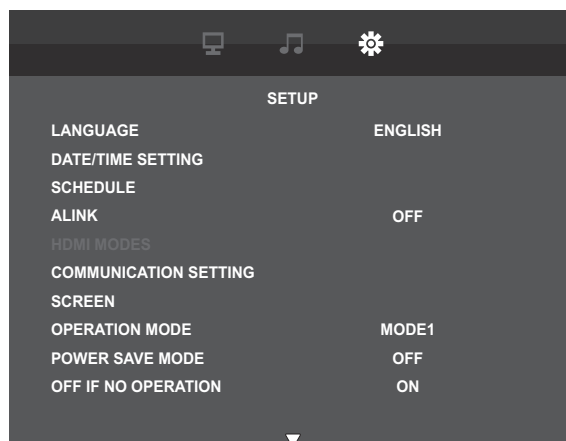 SETUP
LANGUAGE ENGLISH
DATE/TIME SETTING
SCHEDULE
ALINK OFF
HDMI MODES
COMMUNICATION SETTING
SCREEN
OPERATION MODE MODE1
POWER SAVE MODE OFF
OFF IF NO OPERATION ON